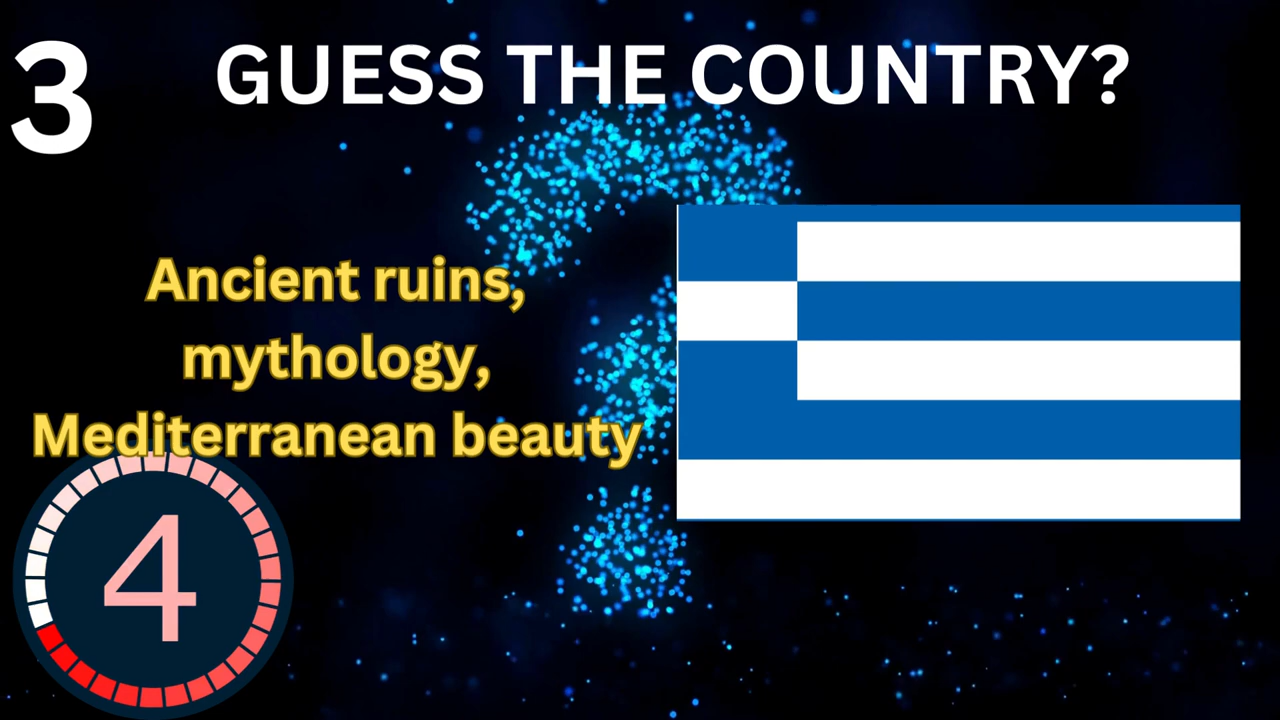 3
GUESS THE COUNTRY?
Ancient ruins,
mythology,
Mediterranean beauty
4